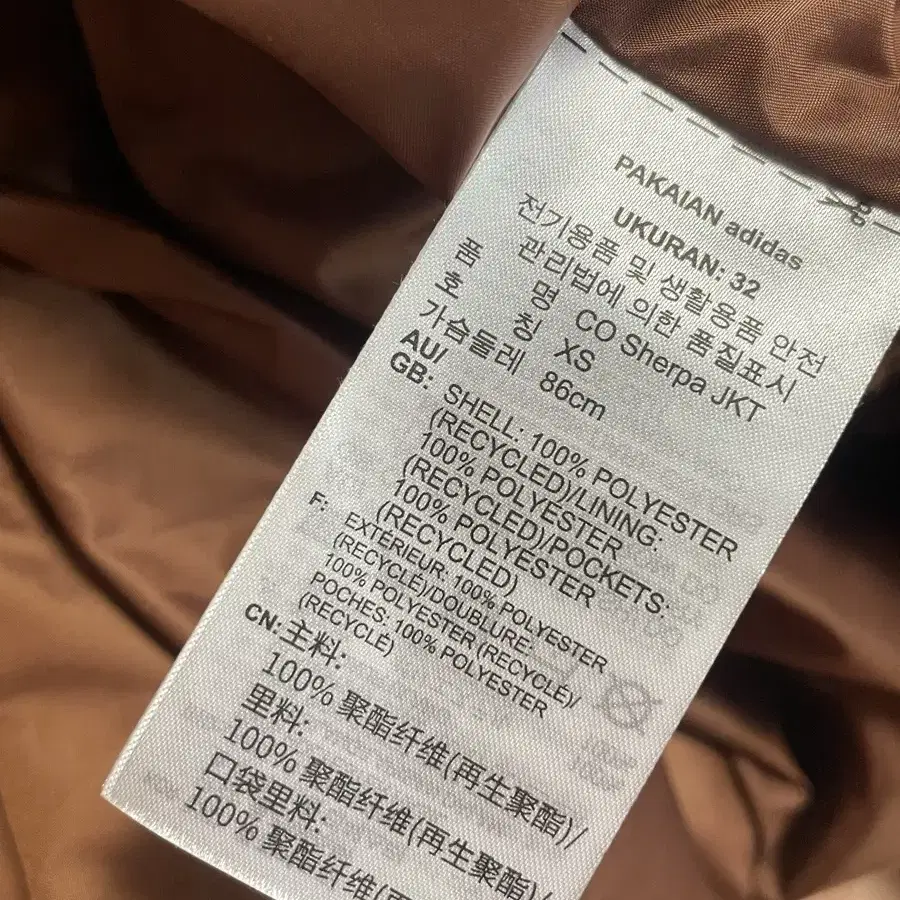 PAKAIAN adidas
UKURAN: 32
전기용품 및 생활용품 안전
관리법에 의한 품질표시
품 명 CO Sherpa JKT
호 칭 XS
가슴둘레 86cm
AU/
GB: SHELL: 100% POLYESTER
(RECYCLED)/LINING:
100% POLYESTER
(RECYCLED)/POCKETS:
100% POLYESTER
(RECYCLED)
F: EXTÉRIEUR: 100% POLYESTER
(RECYCLÉ)/DOUBLURE:
100% POLYESTER (RECYCLÉ)/
POCHES: 100% POLYESTER
(RECYCLÉ)
CN: 主料:
100% 聚酯纤维(再生聚酯)/
里料:
100% 聚酯纤维(再生聚酯)/
口袋里料:
100% 聚酯纤维(再